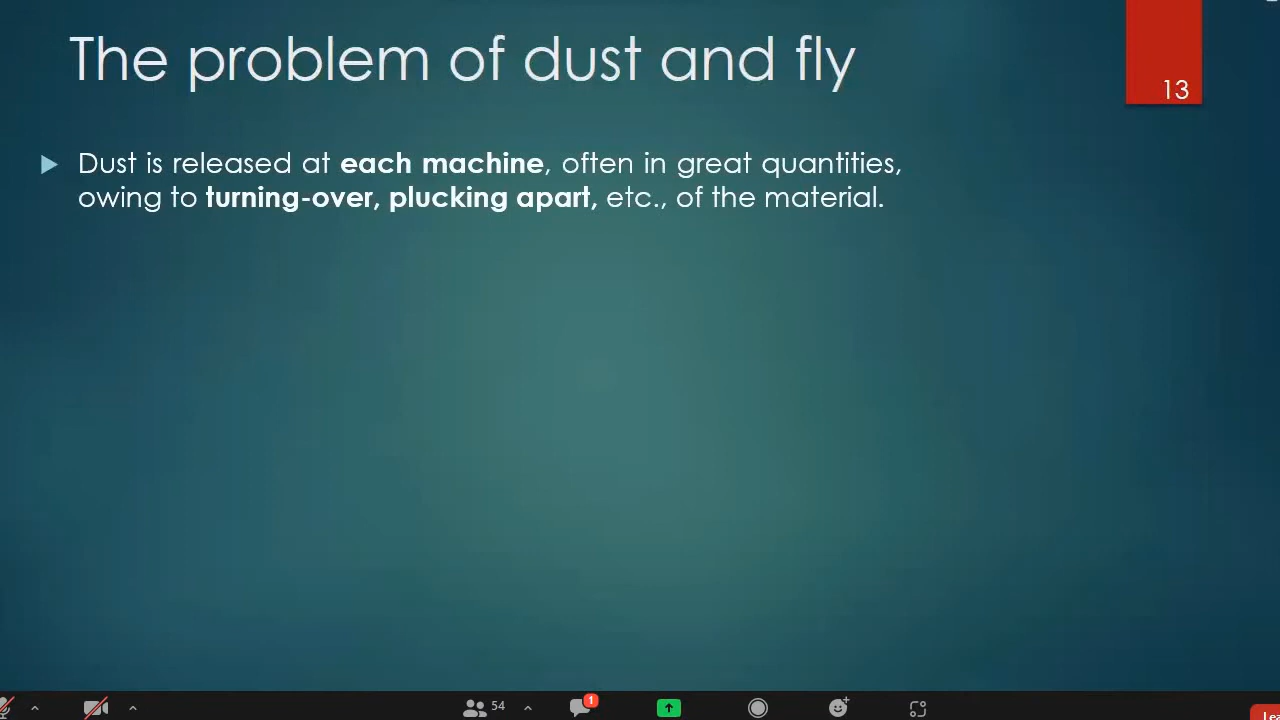 The problem of dust and fly
13
Dust is released at each machine, often in great quantities,
owing to turning-over, plucking apart, etc., of the material.
54
1